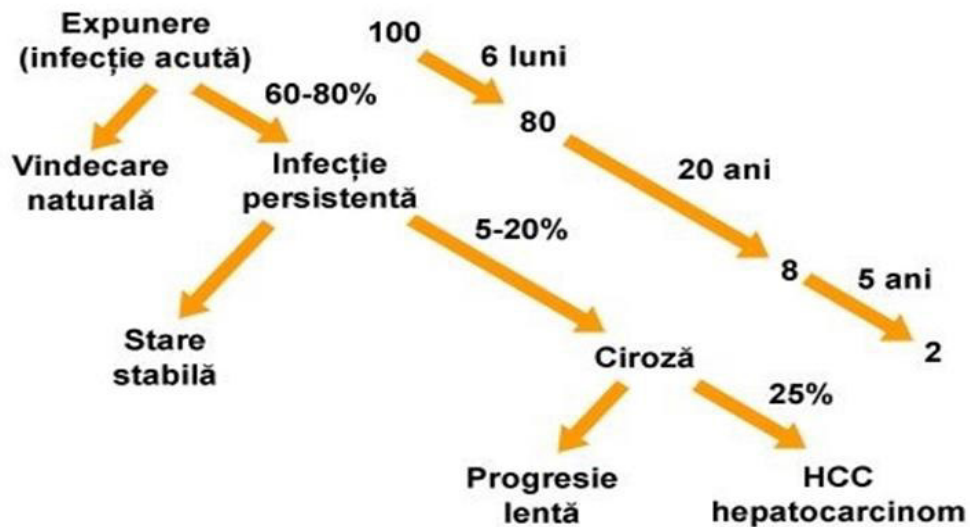 Expunere
(infecție acută)
100
6 luni
60-80%
80
Vindecare
naturală
Infecție
persistentă
20 ani
5-20%
8
5 ani
Stare
stabilă
2
Ciroză
25%
Progresie
lentă
HCC
hepatocarcinom